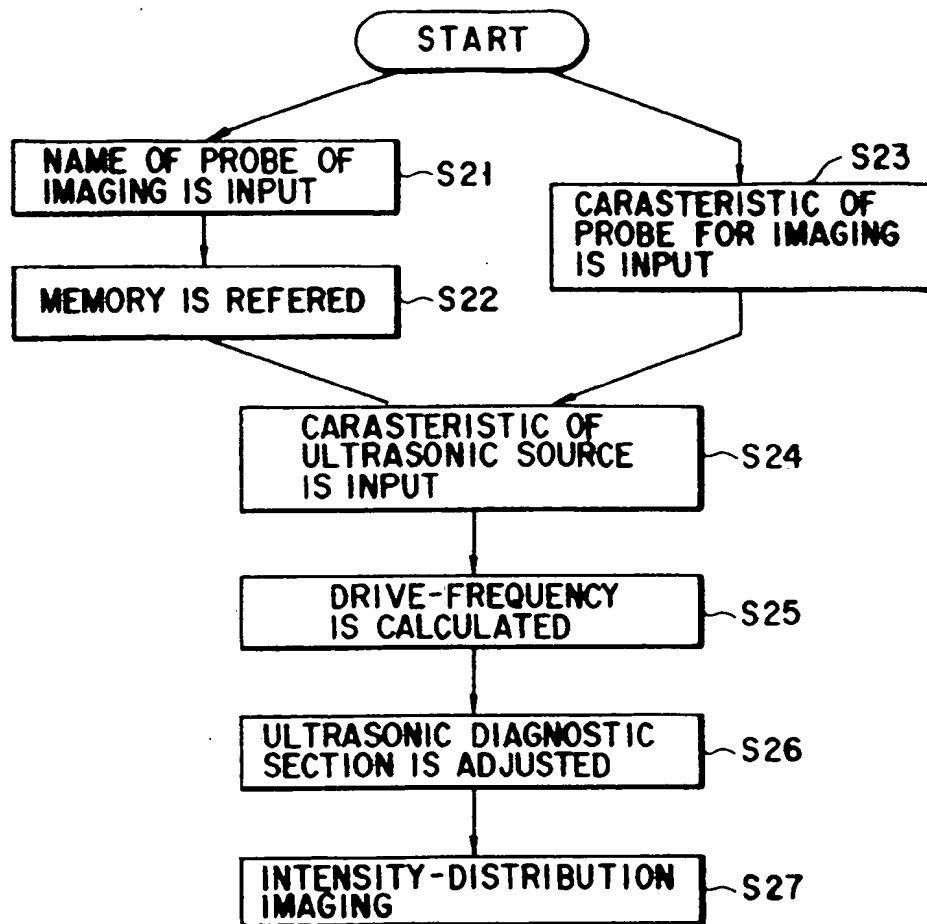 START
NAME OF PROBE OF
IMAGING IS INPUT
S21
MEMORY IS REFERED
S22
S23
CARASTERISTIC OF
PROBE FOR IMAGING
IS INPUT
CARASTERISTIC OF
ULTRASONIC SOURCE
IS INPUT
S24
DRIVE-FREQUENCY
IS CALCULATED
S25
ULTRASONIC DIAGNOSTIC
SECTION IS ADJUSTED
S26
INTENSITY-DISTRIBUTION
IMAGING
S27